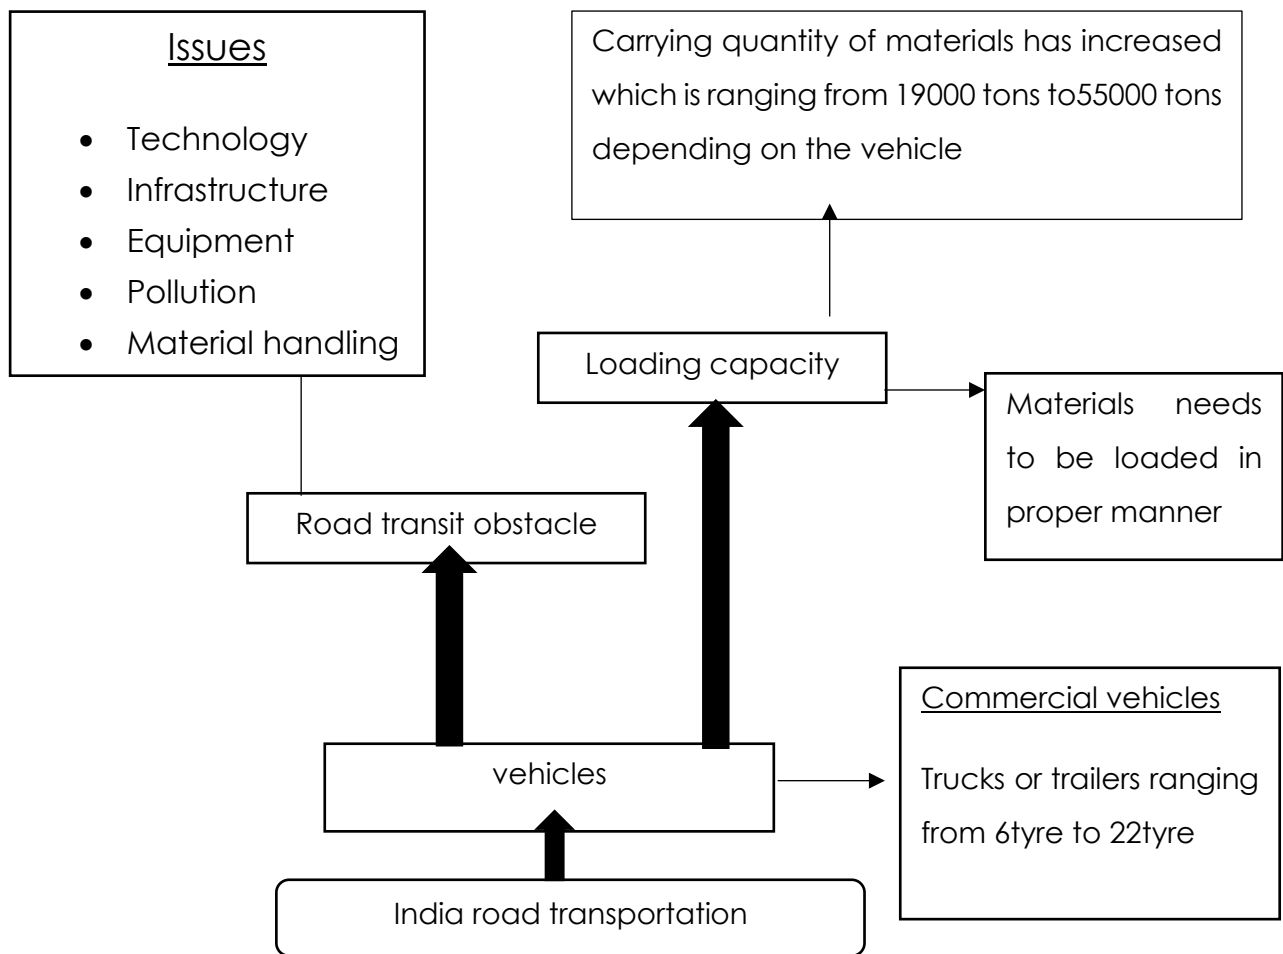 Issues
• Technology
• Infrastructure
• Equipment
• Pollution
• Material handling
Carrying quantity of materials has increased
which is ranging from 19000 tons to55000 tons
depending on the vehicle
Loading capacity
Materials needs
to be loaded in
proper manner
Road transit obstacle
Commercial vehicles
Trucks or trailers ranging
from 6tyre to 22tyre
vehicles
India road transportation